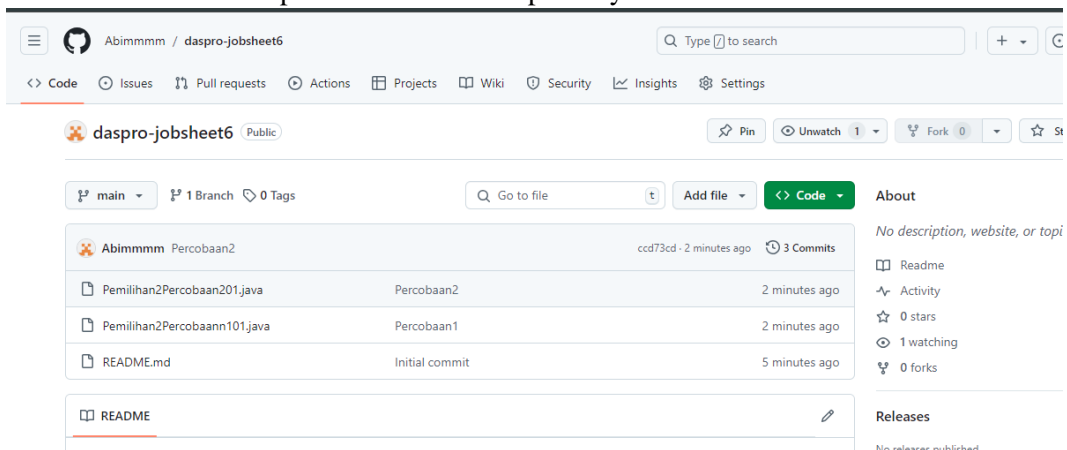 Abimmmm / daspro-jobsheet6
Type / to search
<> Code Issues Pull requests Actions Projects Wiki Security Insights Settings
daspro-jobsheet6 Public
Pin Unwatch 1 Fork 0
main 1 Branch 0 Tags
Go to file t Add file <> Code
About
No description, website, or
Abimmmm Percobaan2 ccd73cd · 2 minutes ago 3 Commits
Readme
Pemilihan2Percobaan201.java Percobaan2 2 minutes ago
Activity
0 stars
Pemilihan2Percobaann101.java Percobaan1 2 minutes ago
1 watching
README.md Initial commit 5 minutes ago
0 forks
README
Releases
No releases published